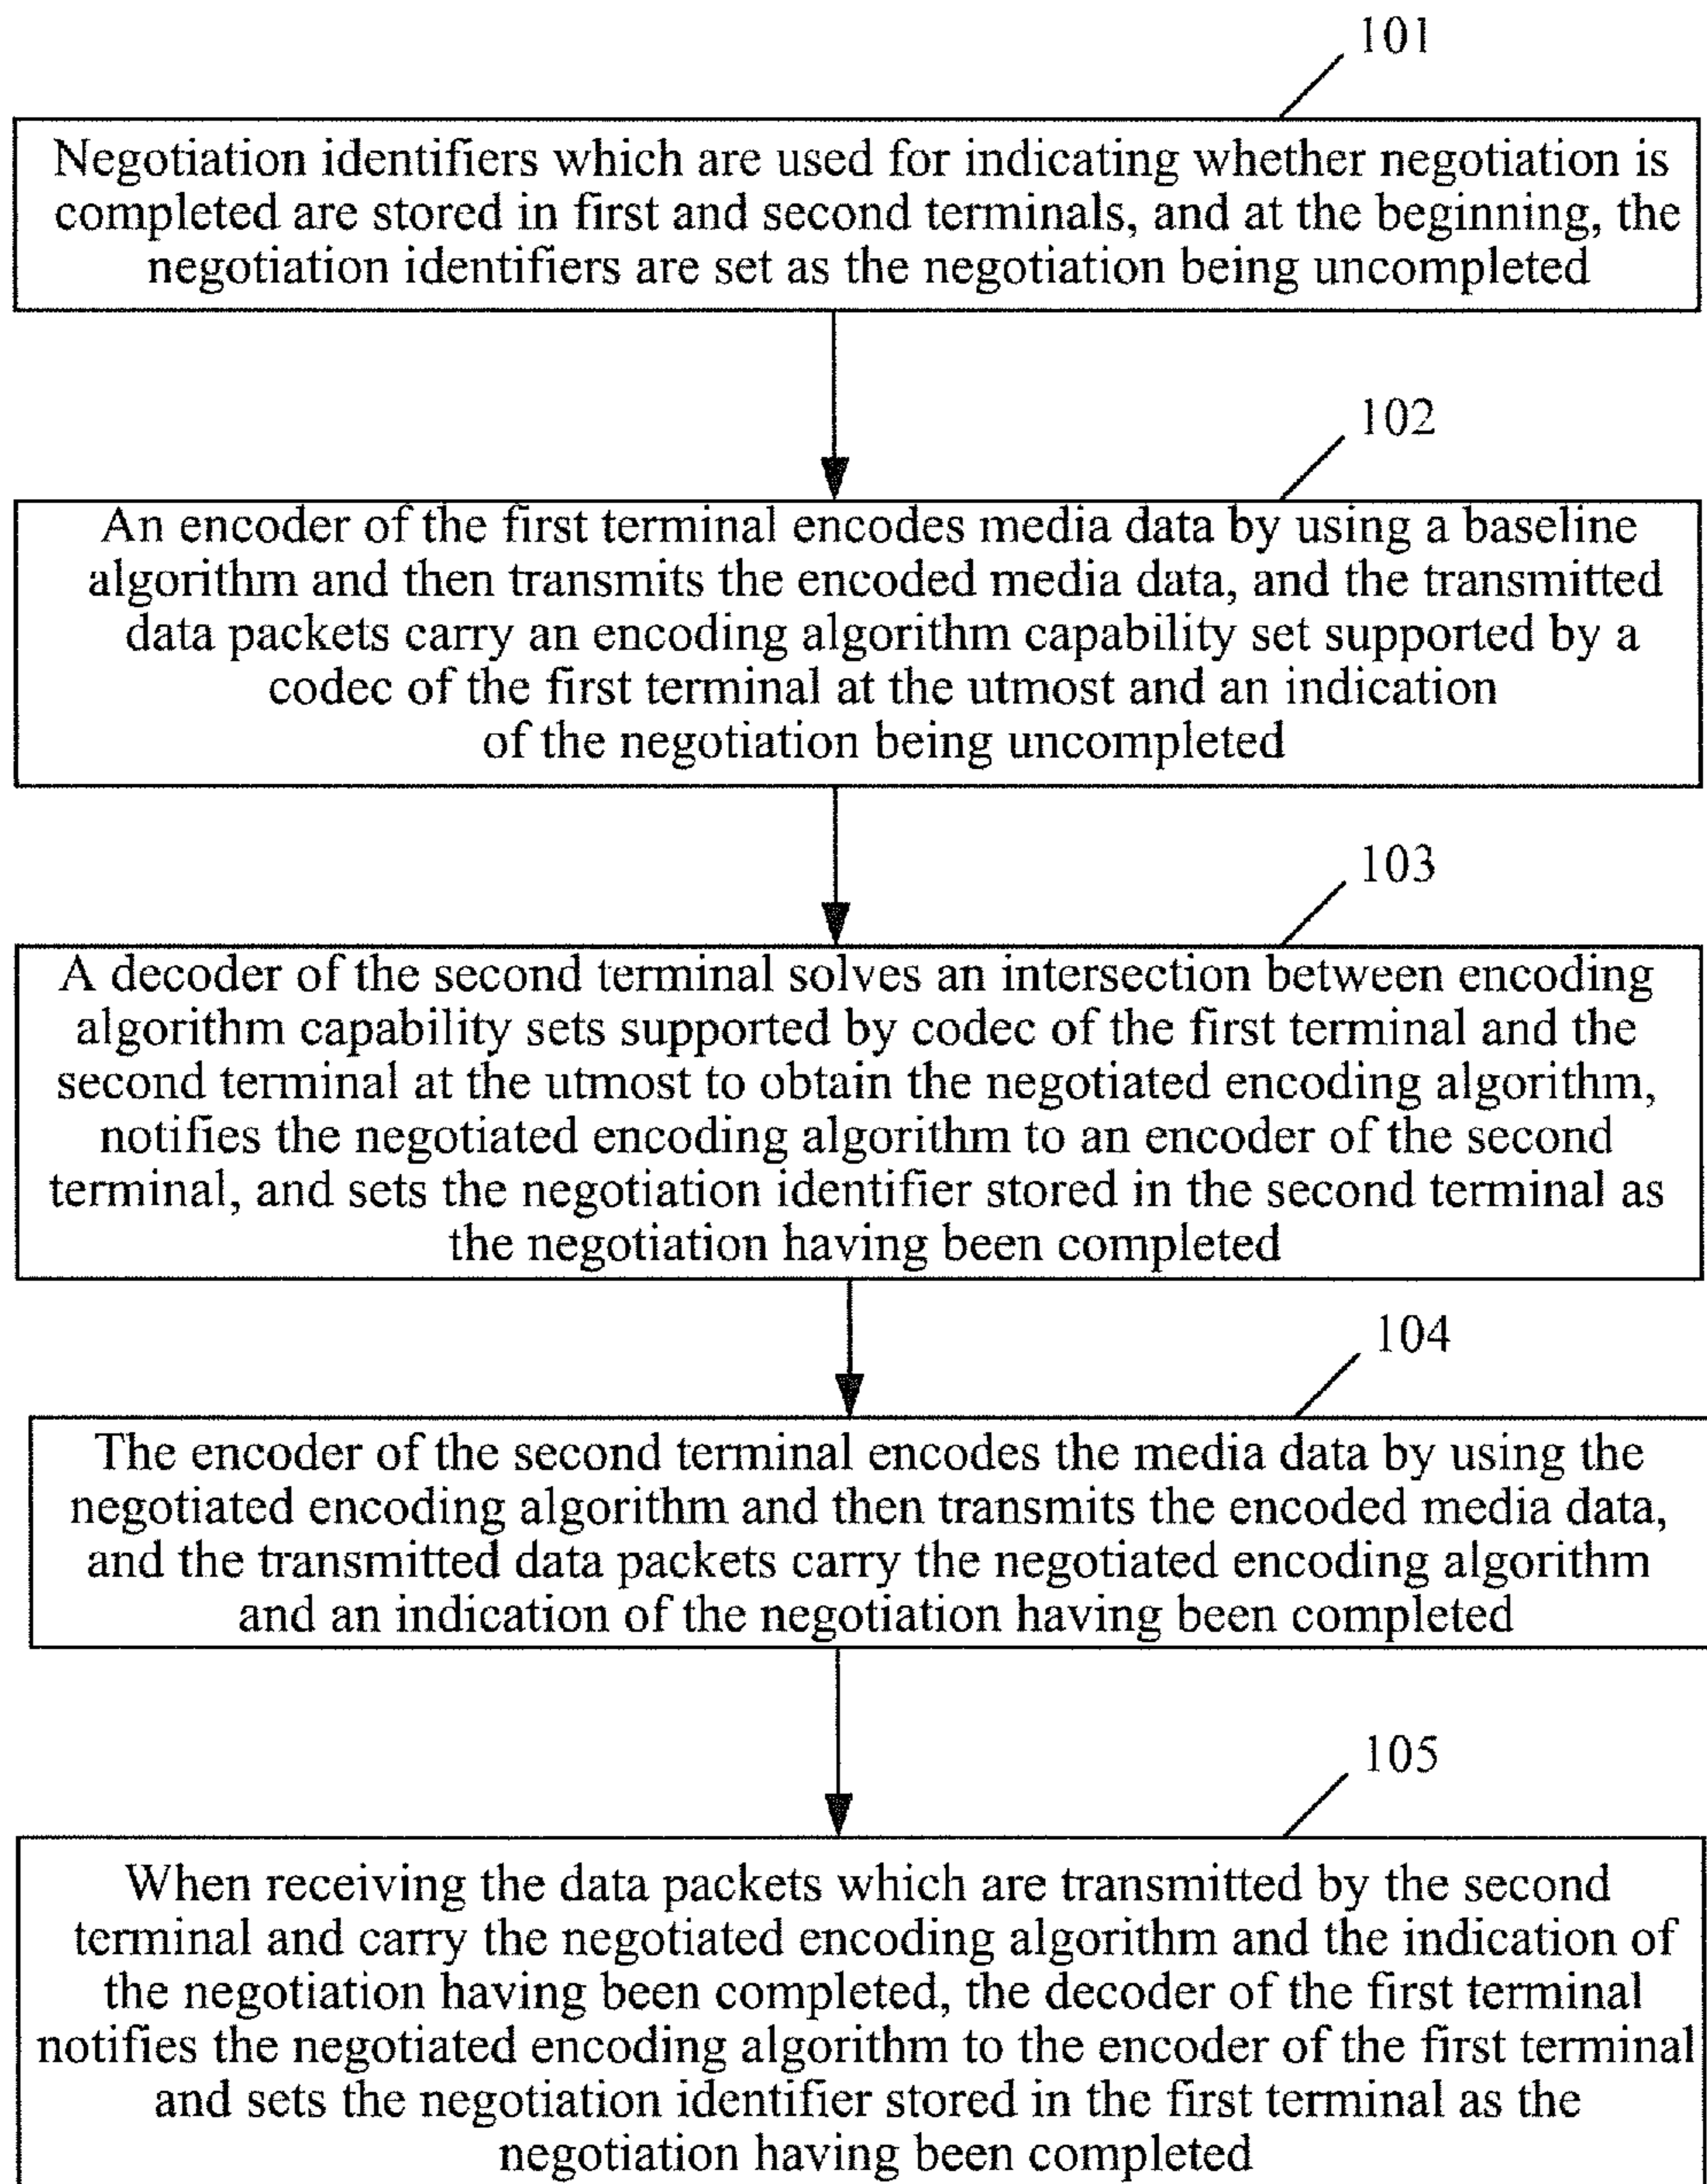 101
Negotiation identifiers which are used for indicating whether negotiation is
completed are stored in first and second terminals, and at the beginning, the
negotiation identifiers are set as the negotiation being uncompleted
102
An encoder of the first terminal encodes media data by using a baseline
algorithm and then transmits the encoded media data, and the transmitted
data packets carry an encoding algorithm capability set supported by a
codec of the first terminal at the utmost and an indication
of the negotiation being uncompleted
103
A decoder of the second terminal solves an intersection between encoding
algorithm capability sets supported by codec of the first terminal and the
second terminal at the utmost to obtain the negotiated encoding algorithm,
notifies the negotiated encoding algorithm to an encoder of the second
terminal, and sets the negotiation identifier stored in the second terminal as
the negotiation having been completed
104
The encoder of the second terminal encodes the media data by using the
negotiated encoding algorithm and then transmits the encoded media data,
and the transmitted data packets carry the negotiated encoding algorithm
and an indication of the negotiation having been completed
105
When receiving the data packets which are transmitted by the second
terminal and carry the negotiated encoding algorithm and the indication of
the negotiation having been completed, the decoder of the first terminal
notifies the negotiated encoding algorithm to the encoder of the first terminal
and sets the negotiation identifier stored in the first terminal as the
negotiation having been completed